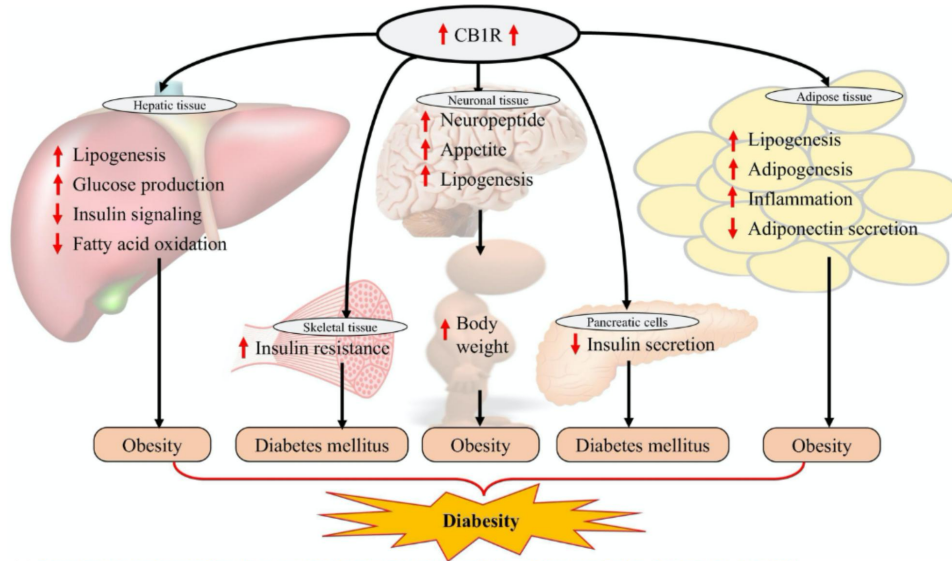 CB1R
Hepatic tissue
Lipogenesis
Glucose production
Insulin signaling
Fatty acid oxidation
Neuronal tissue
Neuropeptide
Appetite
Lipogenesis
Adipose tissue
Lipogenesis
Adipogenesis
Inflammation
Adiponectin secretion
Skeletal tissue
Insulin resistance
Body
weight
Pancreatic cells
Insulin secretion
Obesity
Diabetes mellitus
Obesity
Diabetes mellitus
Obesity
Diabesity